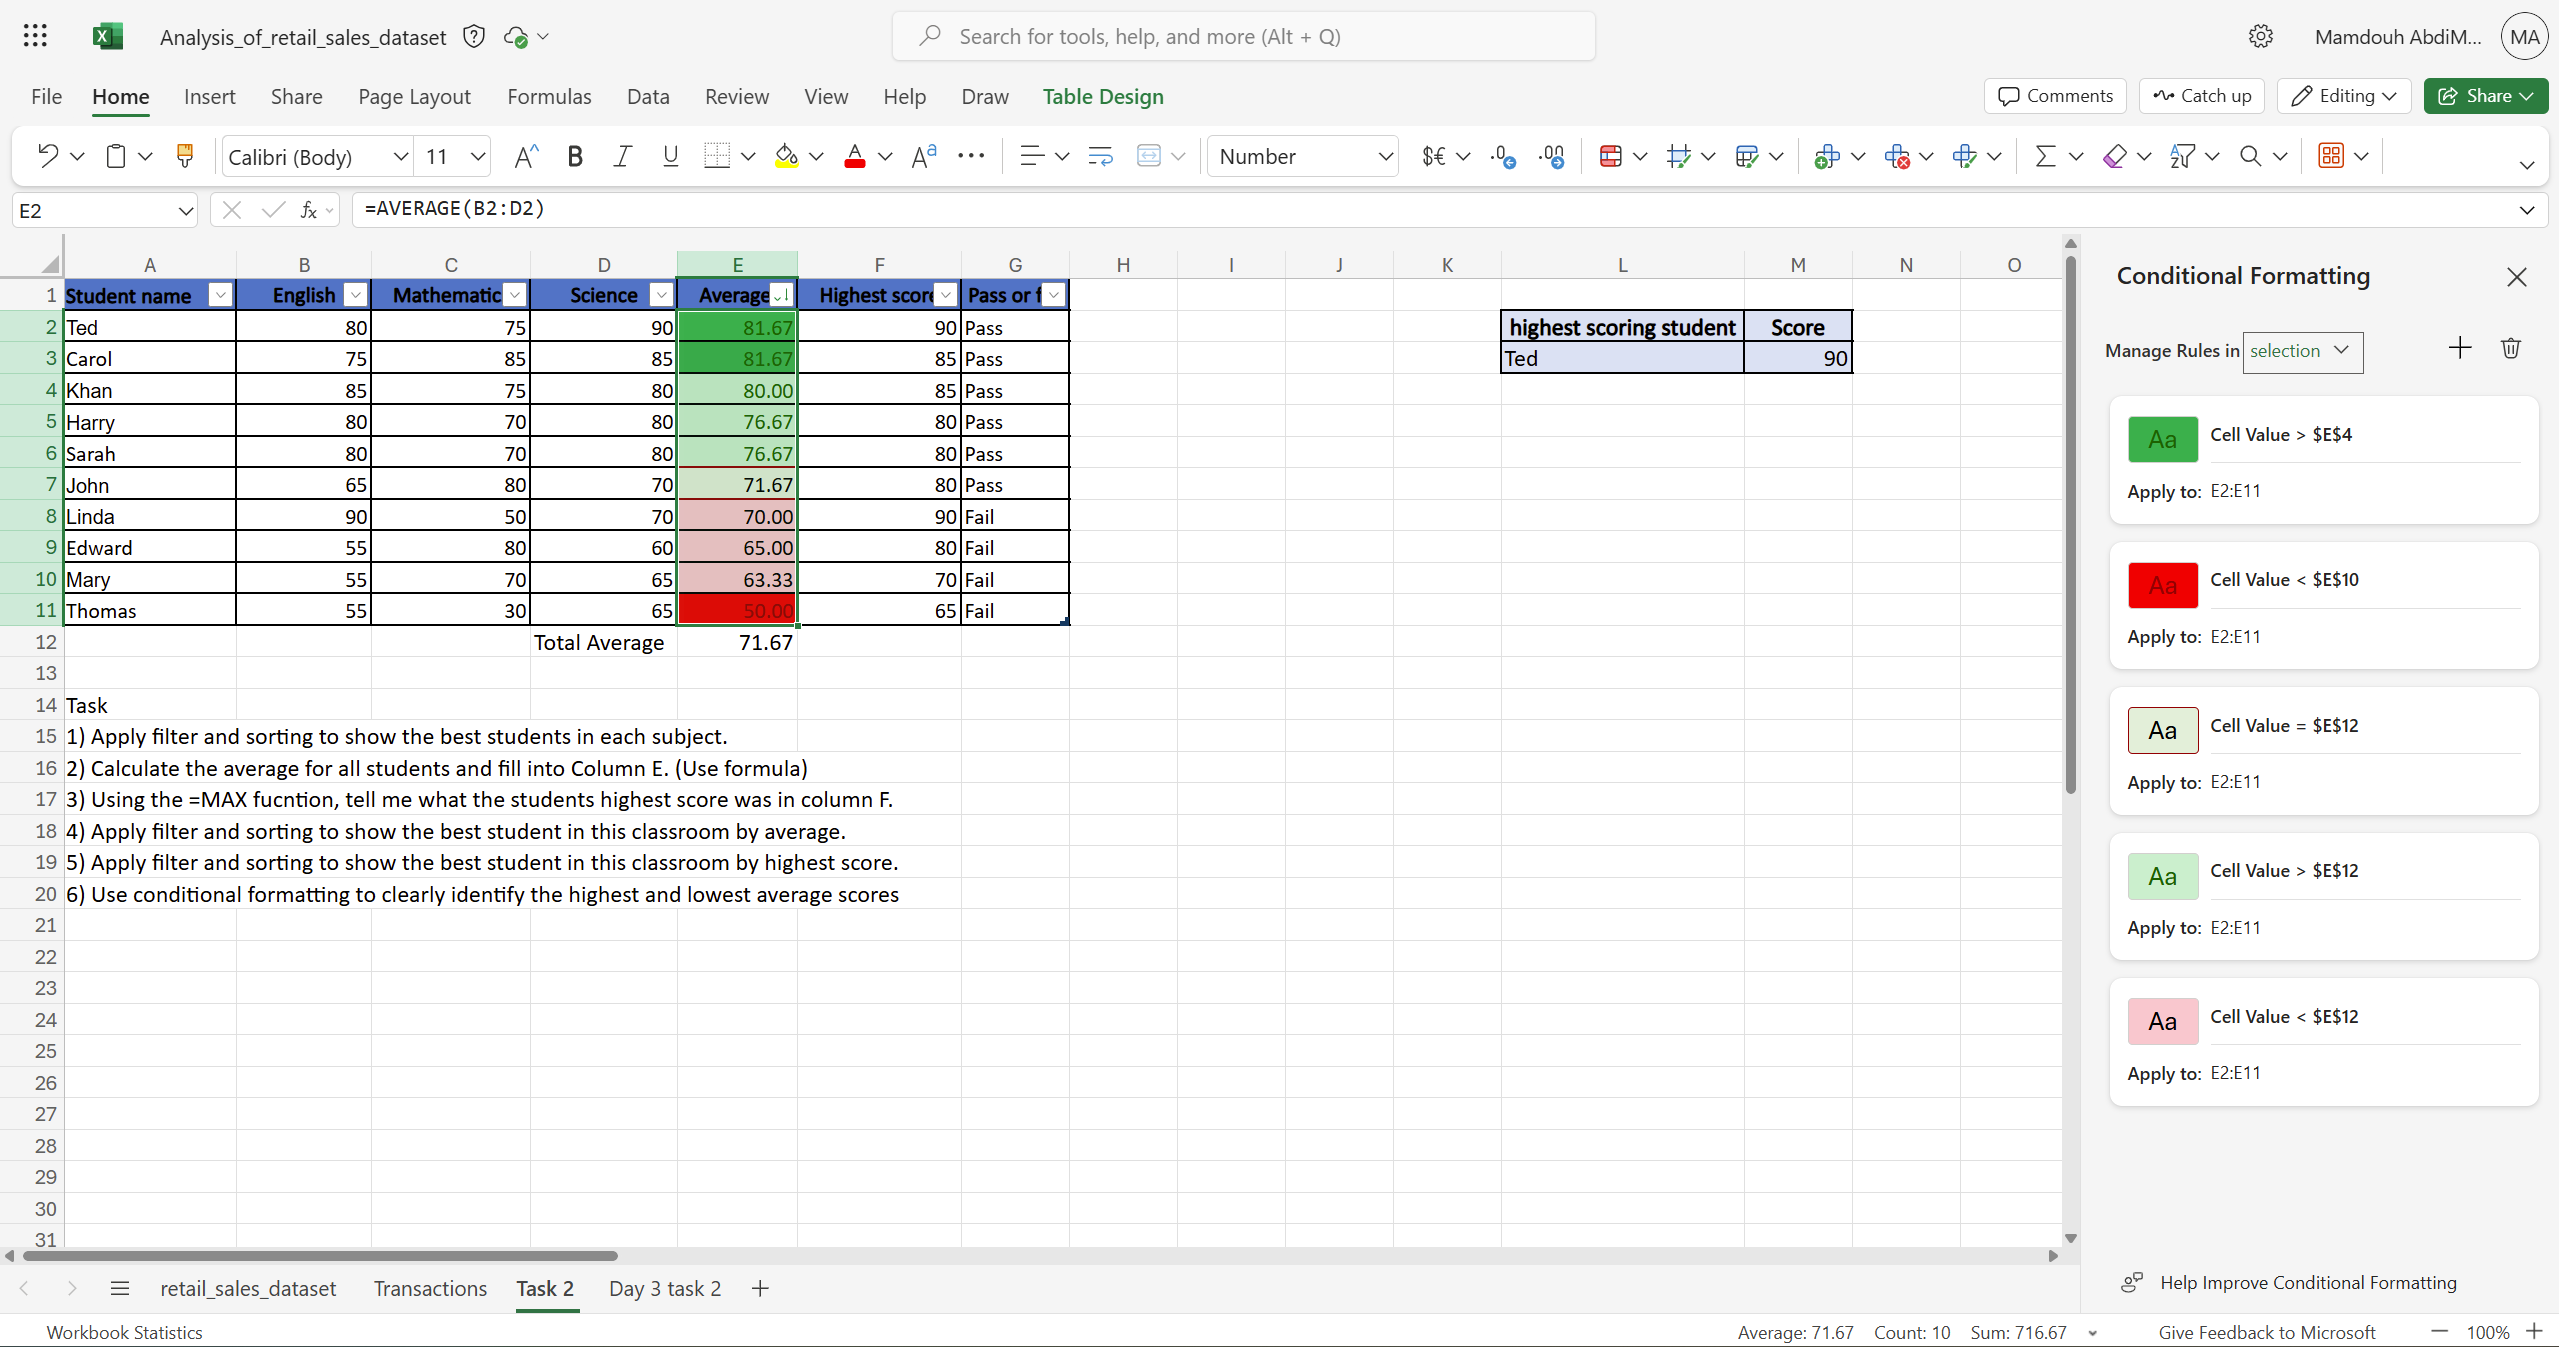 Analysis_of_retail_sales_dataset
Search for tools, help, and more (Alt + Q)
Mamdouh AbdiM... MA
File Home Insert Share Page Layout Formulas Data Review View Help Draw Table Design
Comments Catch up Editing Share
Calibri (Body) 11 Number
E2 fx =AVERAGE(B2:D2)
A B C D E F G H I J K L M N O
1 Student name English Mathematic Science Average Highest score Pass or f
2 Ted 80 75 90 81.67 90 Pass highest scoring student Score
3 Carol 75 85 85 81.67 85 Pass Ted 90
4 Khan 85 75 80 80.00 85 Pass
5 Harry 80 70 80 76.67 80 Pass
6 Sarah 80 70 80 76.67 80 Pass
7 John 65 80 70 71.67 80 Pass
8 Linda 90 50 70 70.00 90 Fail
9 Edward 55 80 60 65.00 80 Fail
10 Mary 55 70 65 63.33 70 Fail
11 Thomas 55 30 65 50.00 65 Fail
12 Total Average 71.67
13
14 Task
15 1) Apply filter and sorting to show the best students in each subject.
16 2) Calculate the average for all students and fill into Column E. (Use formula)
17 3) Using the =MAX fucntion, tell me what the students highest score was in column F.
18 4) Apply filter and sorting to show the best student in this classroom by average.
19 5) Apply filter and sorting to show the best student in this classroom by highest score.
20 6) Use conditional formatting to clearly identify the highest and lowest average scores
21
22
23
24
25
26
27
28
29
30
31
Conditional Formatting
Manage Rules in selection
Aa Cell Value > $E$4
Apply to: E2:E11
Aa Cell Value < $E$10
Apply to: E2:E11
Aa Cell Value = $E$12
Apply to: E2:E11
Aa Cell Value > $E$12
Apply to: E2:E11
Aa Cell Value < $E$12
Apply to: E2:E11
Help Improve Conditional Formatting
retail_sales_dataset Transactions Task 2 Day 3 task 2
Workbook Statistics Average: 71.67 Count: 10 Sum: 716.67 Give Feedback to Microsoft 100%